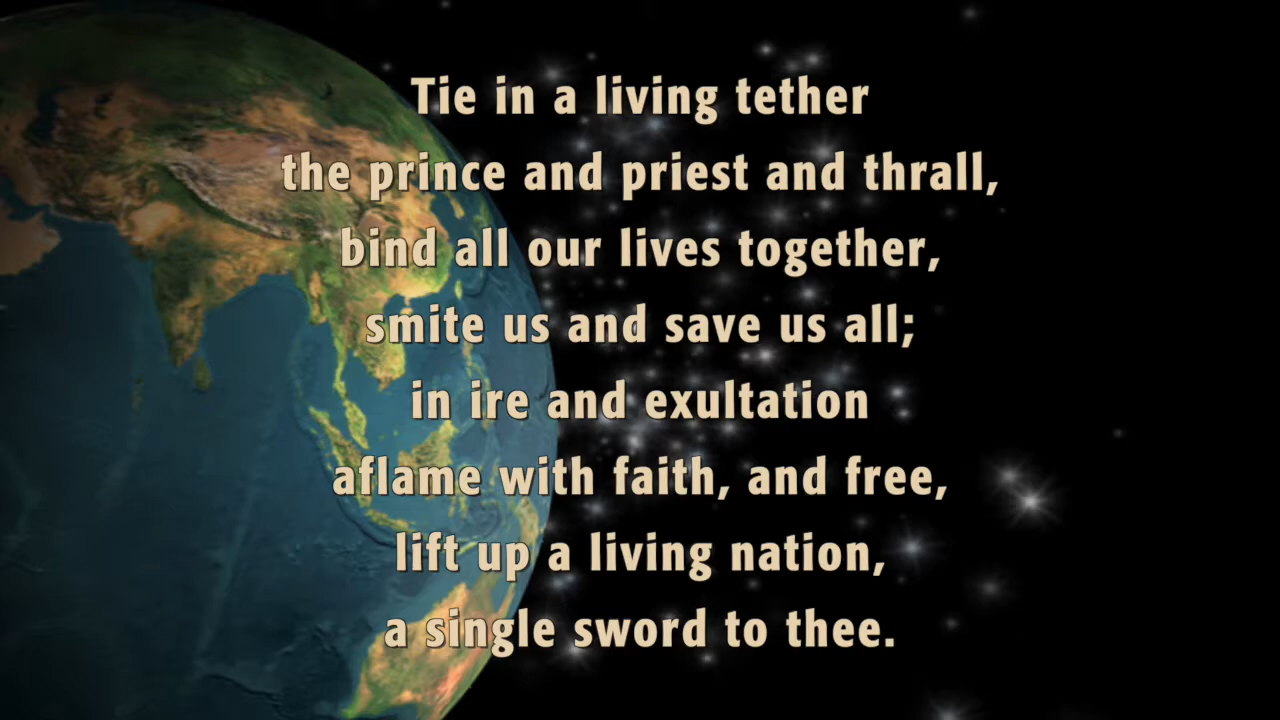 Tie in a living tether
the prince and priest and thrall,
bind all our lives together,
smite us and save us all;
in ire and exultation
aflame with faith, and free,
lift up a living nation,
a single sword to thee.